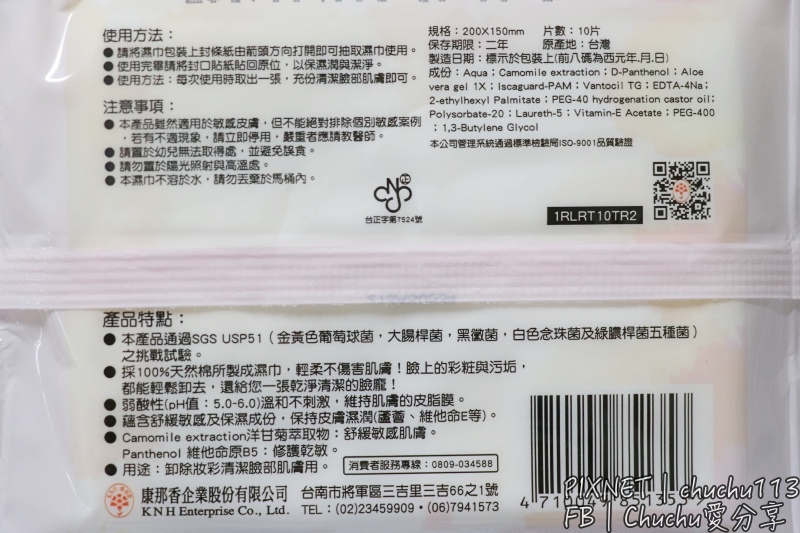 使用方法：
● 請將濕巾包裝上封條紙由箭頭方向打開即可抽取濕巾使用。
● 使用完畢請將封口貼紙貼回原位，以保濕潤與潔淨。
● 使用方法：每次使用時取出一張，充份清潔臉部肌膚即可。
注意事項：
● 本產品雖然適用於敏感皮膚，但不能絕對排除個別敏感案例
，若有不適現象，請立即停用，嚴重者應請教醫師。
● 請置於幼兒無法取得處，並避免誤食。
● 請勿置於陽光照射與高溫處。
● 本濕巾不溶於水，請勿丟棄於馬桶內。
規格：200X150mm 片數：10片
保存期限：二年 原產地：台灣
製造日期：標示於包裝上(前八碼為西元年.月.日)
成份：Aqua；Camomile extraction；D-Panthenol；Aloe
vera gel 1X；Iscaguard-PAM；Vantocil TG；EDTA-4Na；
2-ethylhexyl Palmitate；PEG-40 hydrogenation castor oil；
Polysorbate-20；Laureth-5；Vitamin-E Acetate；PEG-400
；1,3-Butylene Glycol
本公司管理系統通過標準檢驗局ISO-9001品質驗證
台正字第7524號
1RLRT10TR2
產品特點：
● 本產品通過SGS USP51（金黃色葡萄球菌，大腸桿菌，黑黴菌，白色念珠菌及綠膿桿菌五種菌）
之挑戰試驗。
● 採100%天然棉所製成濕巾，輕柔不傷害肌膚！臉上的彩妝與污垢，
都能輕鬆卸去，還給您一張乾淨清潔的臉龐！
● 弱酸性(pH值：5.0-6.0)溫和不刺激，維持肌膚的皮脂膜。
● 蘊含舒緩敏感及保濕成份，保持皮膚濕潤(蘆薈、維他命E等)。
● Camomile extraction洋甘菊萃取物：舒緩敏感肌膚。
Panthenol 維他命原B5：修護乾敏。
● 用途：卸除妝彩清潔臉部肌膚用。
消費者服務專線：0809-034588
康那香企業股份有限公司
KNH Enterprise Co., Ltd.
台南市將軍區三吉里三吉66之1號
TEL：(02)23459909・(06)7941573
PIXNET | chuchu113
FB | Chuchu愛分享